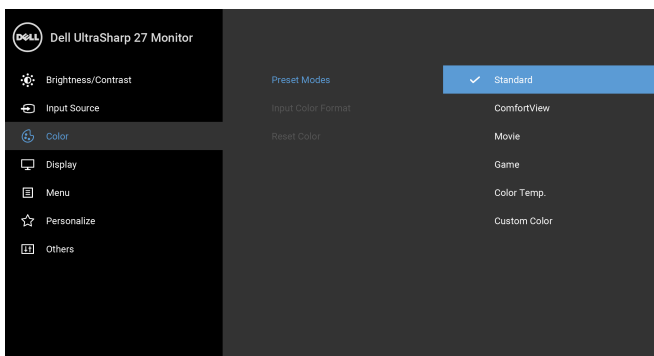 DELL Dell UltraSharp 27 Monitor
Brightness/Contrast Preset Modes Standard
Input Source Input Color Format ComfortView
Color Reset Color Movie
Display Game
Menu Color Temp.
Personalize Custom Color
Others